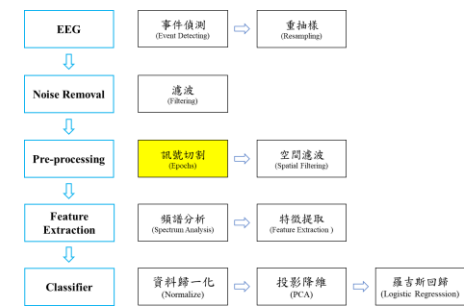 EEG
事件偵測
(Event Detecting)
重抽樣
(Resampling)
Noise Removal
濾波
(Filtering)
Pre-processing
訊號切割
(Epochs)
空間濾波
(Spatial Filtering)
Feature
Extraction
頻譜分析
(Spectrum Analysis)
特徵提取
(Feature Extraction )
Classifier
資料歸一化
(Normalize)
投影降維
(PCA)
羅吉斯回歸
(Logistic Regresssion)